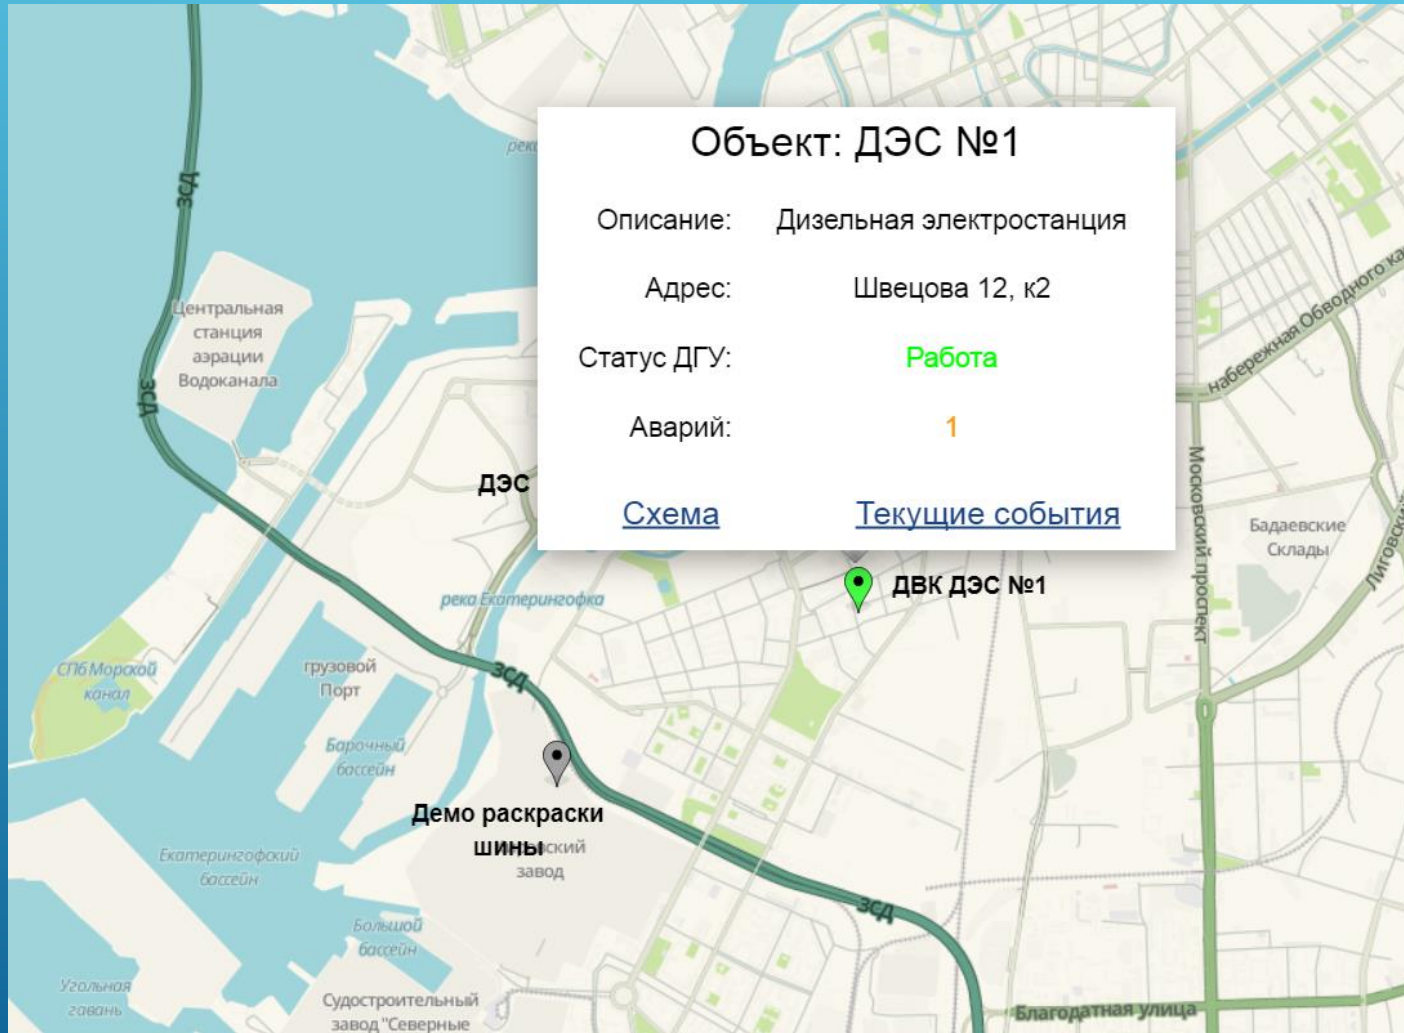 Объект: ДЭС №1
Описание: Дизельная электростанция
Адрес: Швецова 12, к2
Статус ДГУ: Работа
Аварий: 1
Схема Текущие события
ЗСД
Центральная
станция
аэрации
Водоканала
ЗСД
набережная Обводного
ДЭС
Московский проспект
Бадаевские
Склады
ДВК ДЭС №1
река Екатерингофка
СПб Морской
канал
грузовой
Порт
ЗСД
Барочный
бассейн
Демо раскраски
шины
завод
Екатерингофский
бассейн
ЗСД
Большой
бассейн
Угольная
гавань
Судостроительный
завод "Северные
Благодатная улица